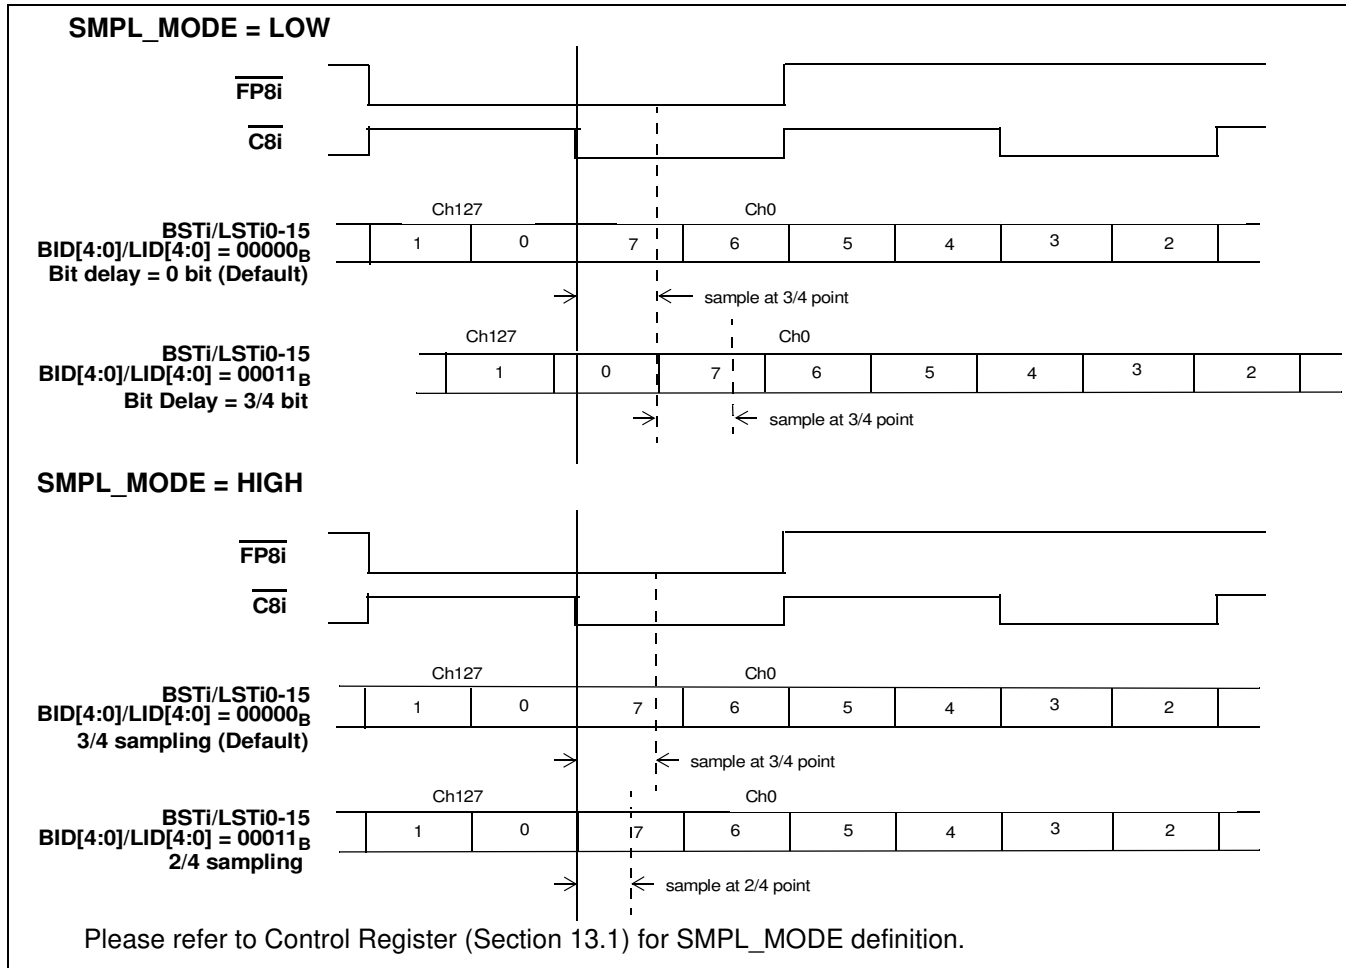 SMPL_MODE = LOW
FP8i
C8i
Ch127 Ch0
BSTi/LSTi0-15
BID[4:0]/LID[4:0] = 00000B
Bit delay = 0 bit (Default)
1 0 7 6 5 4 3 2
sample at 3/4 point
Ch127 Ch0
BSTi/LSTi0-15
BID[4:0]/LID[4:0] = 00011B
Bit Delay = 3/4 bit
1 0 7 6 5 4 3 2
sample at 3/4 point
SMPL_MODE = HIGH
FP8i
C8i
Ch127 Ch0
BSTi/LSTi0-15
BID[4:0]/LID[4:0] = 00000B
3/4 sampling (Default)
1 0 7 6 5 4 3 2
sample at 3/4 point
Ch127 Ch0
BSTi/LSTi0-15
BID[4:0]/LID[4:0] = 00011B
2/4 sampling
1 0 7 6 5 4 3 2
sample at 2/4 point
Please refer to Control Register (Section 13.1) for SMPL_MODE definition.